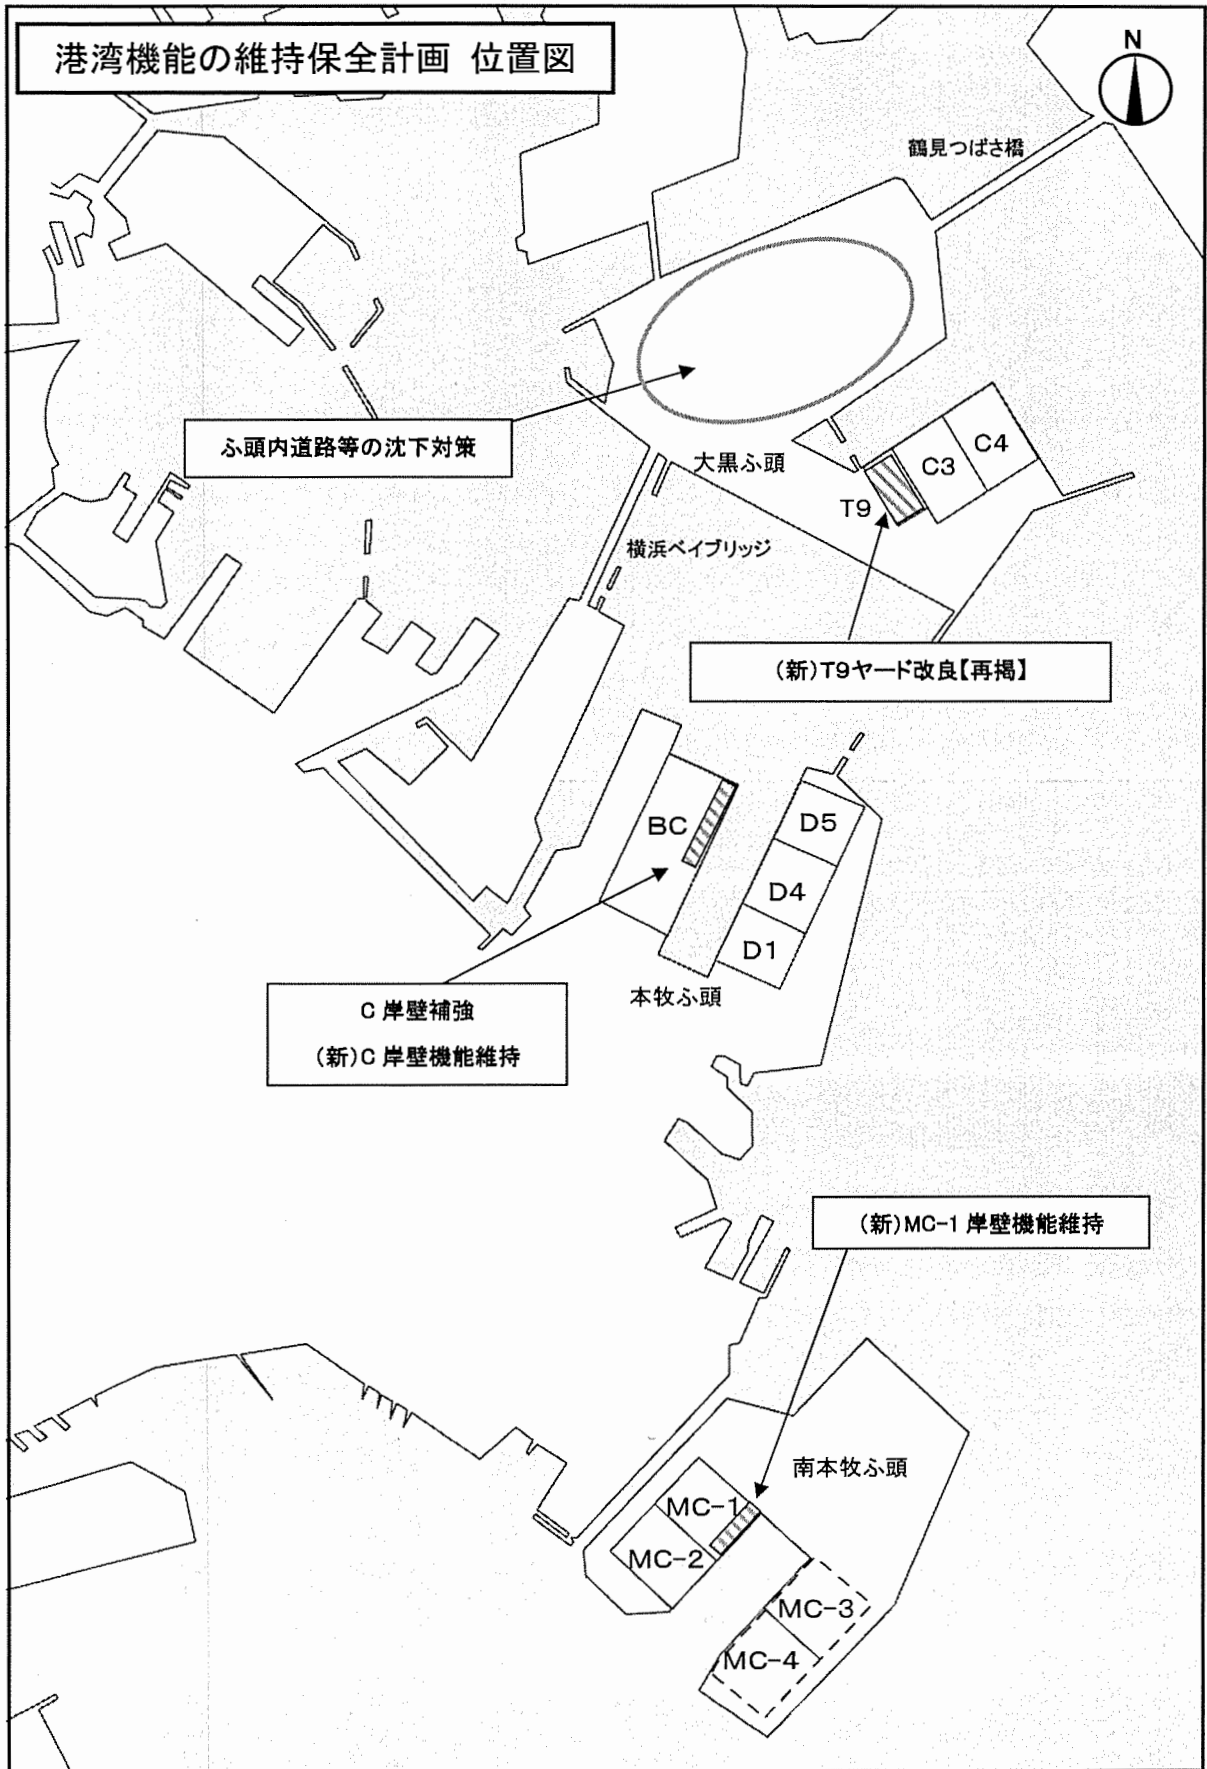 港湾機能の維持保全計画 位置図
N
鶴見つばさ橋
ふ頭内道路等の沈下対策
大黒ふ頭
C3
C4
T9
横浜ベイブリッジ
(新)T9ヤード改良【再掲】
BC
D5
D4
D1
本牧ふ頭
C 岸壁補強
(新)C 岸壁機能維持
(新)MC-1 岸壁機能維持
南本牧ふ頭
MC-1
MC-2
MC-3
MC-4